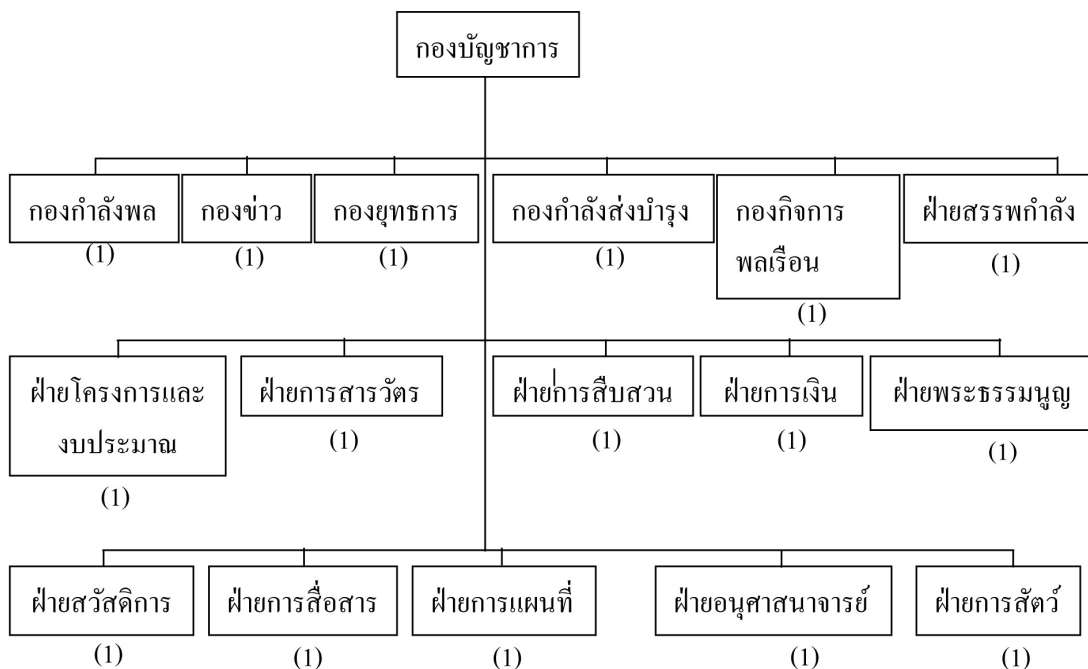 กองบัญชาการ
กองกำลังพล
(1)
กองข่าว
(1)
กองยุทธการ
(1)
กองกำลังส่งบำรุง
(1)
กองกิจการ
พลเรือน
(1)
ฝ่ายสรรพกำลัง
(1)
ฝ่ายโครงการและ
งบประมาณ
(1)
ฝ่ายการสารวัตร
(1)
ฝ่ายการสืบสวน
(1)
ฝ่ายการเงิน
(1)
ฝ่ายพระธรรมนูญ
(1)
ฝ่ายสวัสดิการ
(1)
ฝ่ายการสื่อสาร
(1)
ฝ่ายการแผนที่
(1)
ฝ่ายอนุศาสนาจารย์
(1)
ฝ่ายการสัตว์
(1)